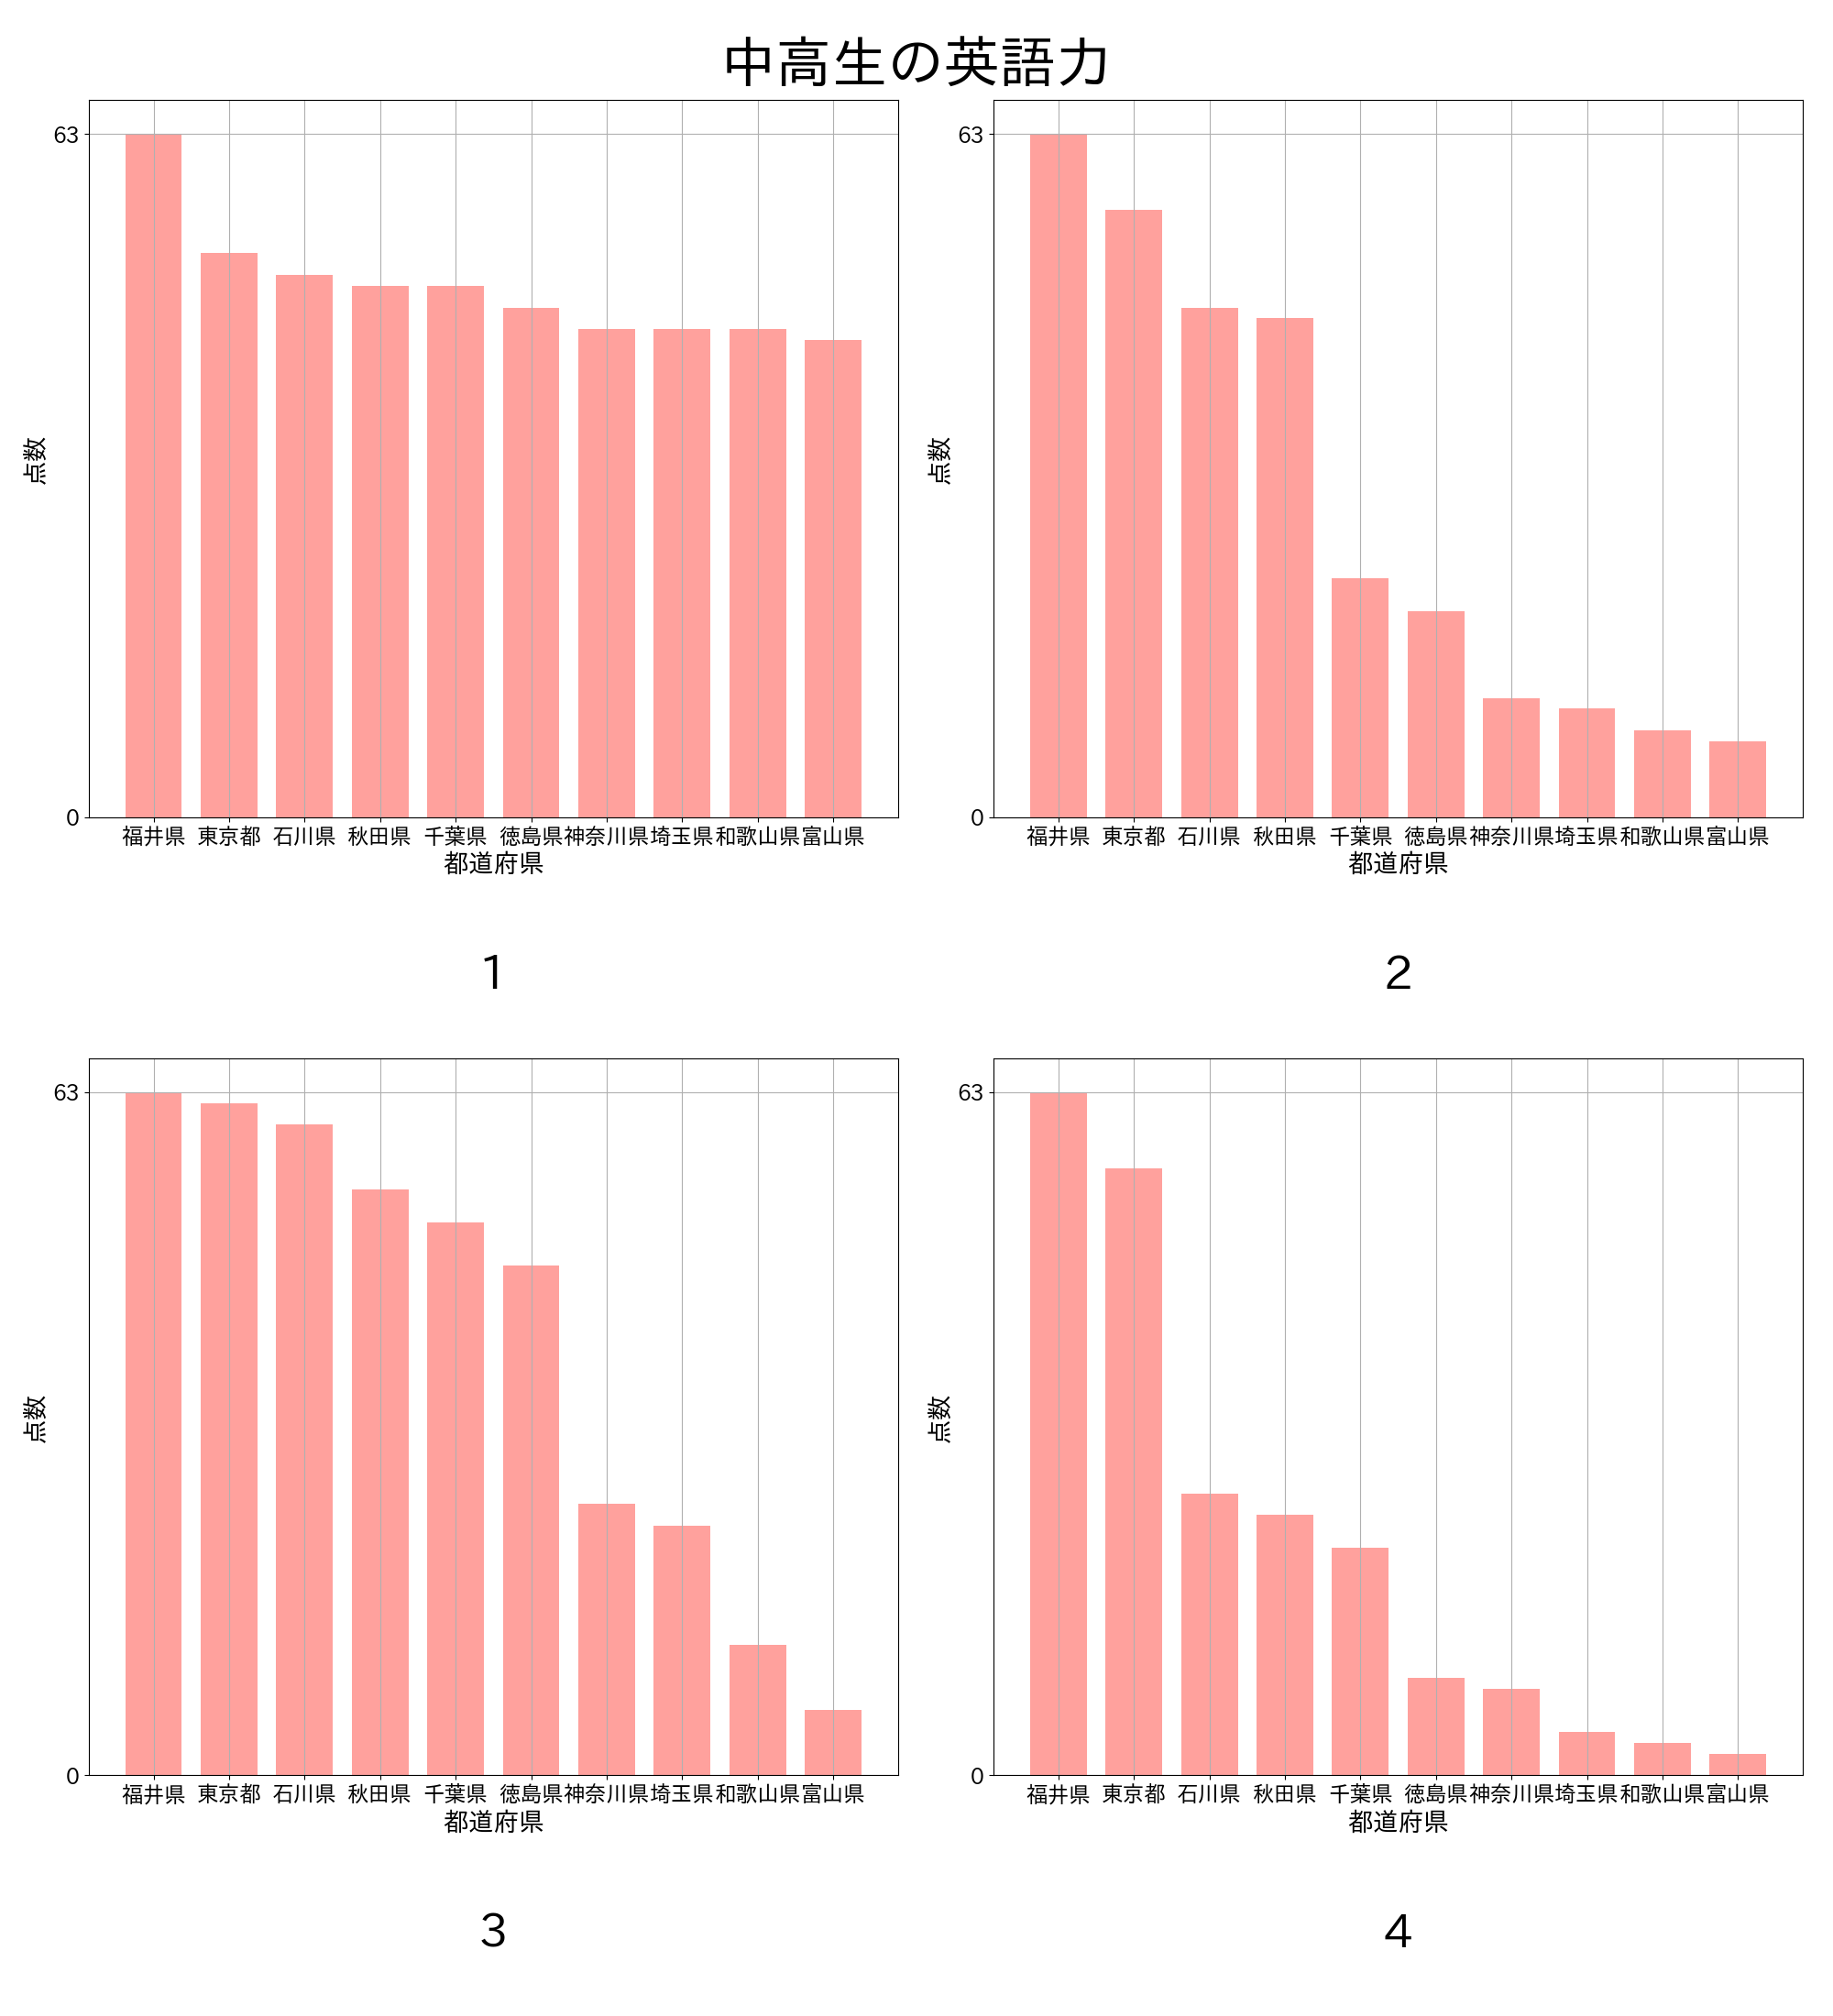 中高生の英語力
63
0
点数
福井県 東京都 石川県 秋田県 千葉県 徳島県 神奈川県 埼玉県 和歌山県 富山県
都道府県
1
63
0
点数
福井県 東京都 石川県 秋田県 千葉県 徳島県 神奈川県 埼玉県 和歌山県 富山県
都道府県
2
63
0
点数
福井県 東京都 石川県 秋田県 千葉県 徳島県 神奈川県 埼玉県 和歌山県 富山県
都道府県
3
63
0
点数
福井県 東京都 石川県 秋田県 千葉県 徳島県 神奈川県 埼玉県 和歌山県 富山県
都道府県
4